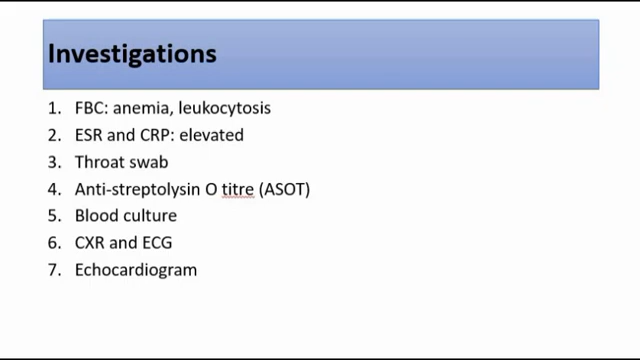 Investigations
1. FBC: anemia, leukocytosis
2. ESR and CRP: elevated
3. Throat swab
4. Anti-streptolysin O titre (ASOT)
5. Blood culture
6. CXR and ECG
7. Echocardiogram